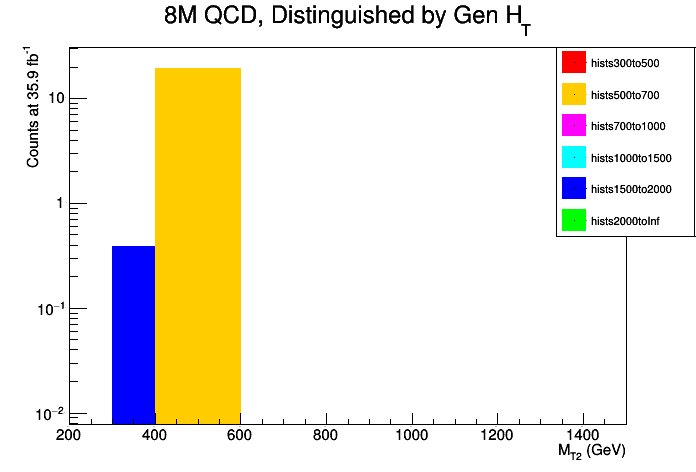 8M QCD, Distinguished by Gen H_T
Counts at 35.9 fb^-1
10
1
10^-1
10^-2
200 400 600 800 1000 1200 1400
M_T2 (GeV)
hists300to500
hists500to700
hists700to1000
hists1000to1500
hists1500to2000
hists2000toInf